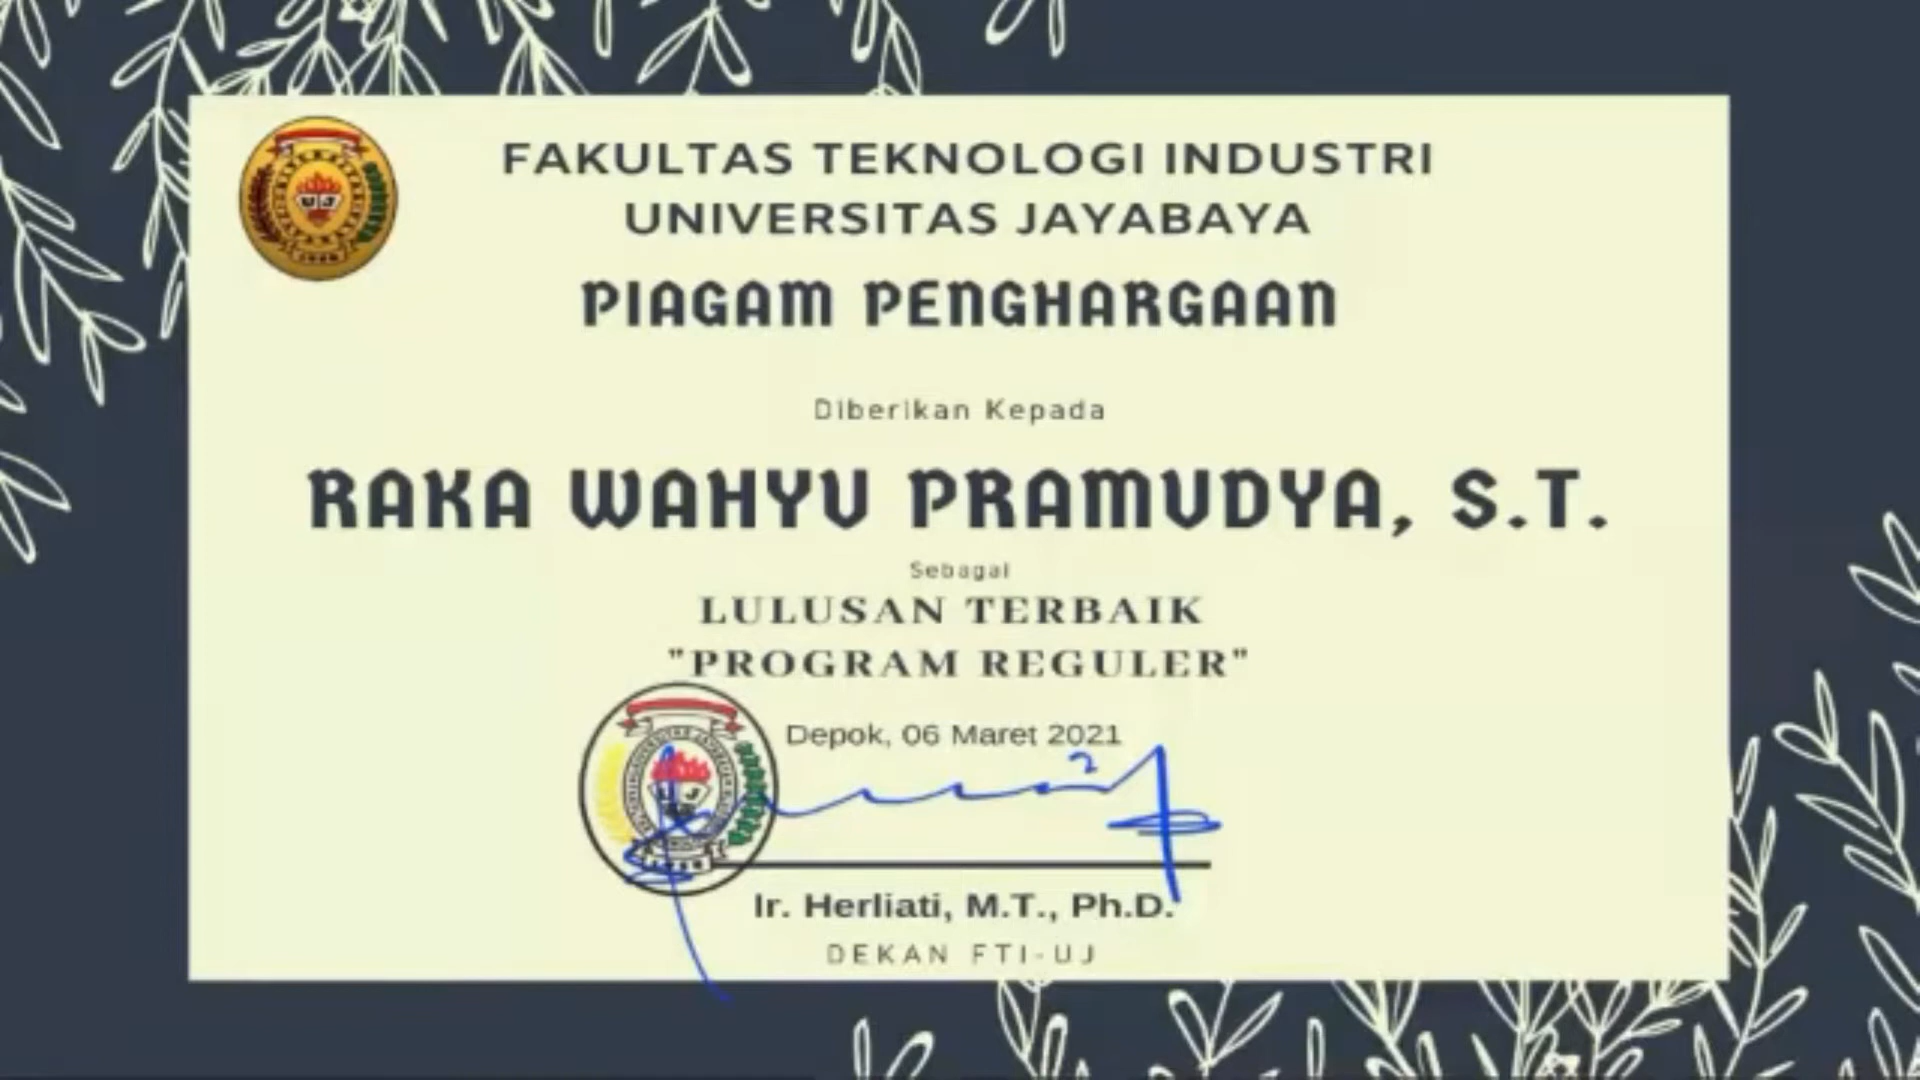 FAKULTAS TEKNOLOGI INDUSTRI
UNIVERSITAS JAYABAYA
PIAGAM PENGHARGAAN
Diberikan Kepada
RAKA WAHYU PRAMUDYA, S.T.
Sebagai
LULUSAN TERBAIK
"PROGRAM REGULER"
Depok, 06 Maret 2021
Ir. Herliati, M.T., Ph.D.
DEKAN FTI-UJ